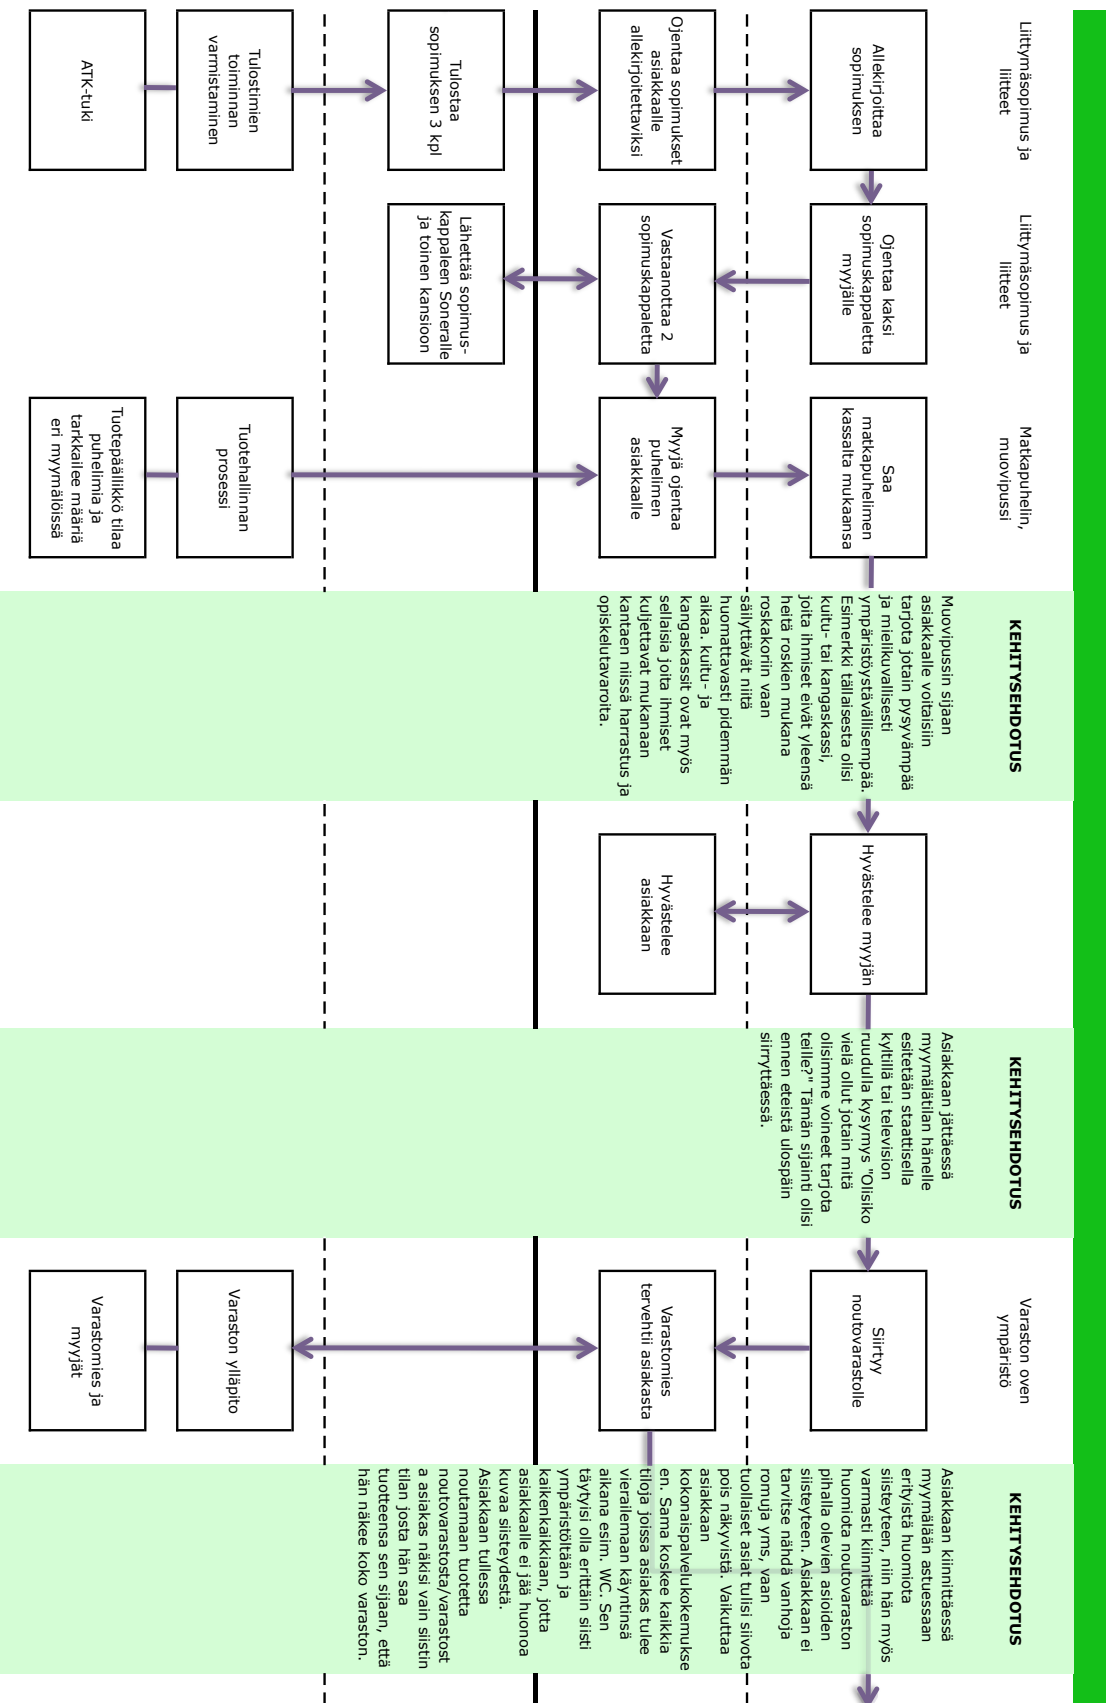 Liittymäsopimus ja
liitteet
Allekirjoittaa
sopimuksen
Ojentaa sopimukset
asiakkaalle
allekirjoitettaviksi
Tulostaa
sopimuksen 3 kpl
Tulostimien
toiminnan
varmistaminen
ATK-tuki
Liittymäsopimus ja
liitteet
Ojentaa kaksi
sopimuskappaletta
myyjälle
Vastaanottaa 2
sopimuskappaletta
Lähettää sopimus-
kappaleen Soneralle
ja toinen kansioon
Matkapuhelin,
muovipussi
Saa
matkapuhelimen
kassalta mukaansa
Myyjä ojentaa
puhelimen
asiakkaalle
Tuotehallinnan
prosessi
Tuotepäällikkö tilaa
puhelimia ja
tarkkailee määriä
eri myymälöissä
KEHITYSEHDOTUS
Muovipussin sijaan
asiakkaalle voitaisiin
tarjota jotain pysyvämpää
ja mielikuvallisesti
ympäristöystävällisempää.
Esimerkki tällaisesta olisi
kuitu- tai kangaskassi,
joita ihmiset eivät yleensä
heitä roskien mukana
roskakoriin vaan
säilyttävät niitä
huomattavasti pidemmän
aikaa. kuitu- ja
kangaskassit ovat myös
sellaisia joita ihmiset
kuljettavat mukanaan
kantaen niissä harrastus ja
opiskelutavaroita.
Hyvästelee myyjän
Hyvästelee
asiakkaan
KEHITYSEHDOTUS
Asiakkaan jättäessä
myymälätilan hänelle
esitetään staattisella
kyltillä tai television
ruudulla kysymys "Olisiko
vielä ollut jotain mitä
olisimme voineet tarjota
teille?" Tämän sijainti olisi
ennen eteistä ulospäin
siirryttäessä.
Varaston oven
ympäristö
Siirtyy
noutovarastolle
Varastomies
tervehtii asiakasta
Varaston ylläpito
Varastomies ja
myyjät
KEHITYSEHDOTUS
Asiakkaan kiinnittäessä
myymälään astuessaan
erityistä huomiota
siisteyteen, niin hän myös
varmasti kiinnittää
huomiota noutovaraston
pihalla olevien asioiden
siisteyteen. Asiakkaan ei
tarvitse nähdä vanhoja
romuja yms, vaan
tuollaiset asiat tulisi siivota
pois näkyvistä. Vaikuttaa
asiakkaan
kokonaispalvelukokemukse
en. Sama koskee kaikkia
tiloja joissa asiakas tulee
vierailemaan käyntinsä
aikana esim. WC. Sen
täytyisi olla erittäin siisti
ympäristöltään ja
kaikenkaikkiaan, jotta
asiakkaalle ei jää huonoa
kuvaa siisteydestä.
Asiakkaan tullessa
noutamaan tuotetta
noutovarastosta/varastost
a asiakas näkisi vain siistin
tilan josta hän saa
tuotteensa sen sijaan, että
hän näkee koko varaston.